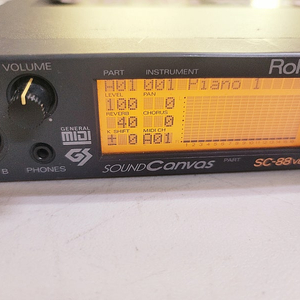 VOLUME
PART INSTRUMENT
A01 001 Piano 1
LEVEL PAN
100 0
REVERB CHORUS
40 0
K SHIFT MIDI CH
± 0 A01
GENERAL
MIDI
GS
PHONES
SOUND Canvas
PART
SC-88